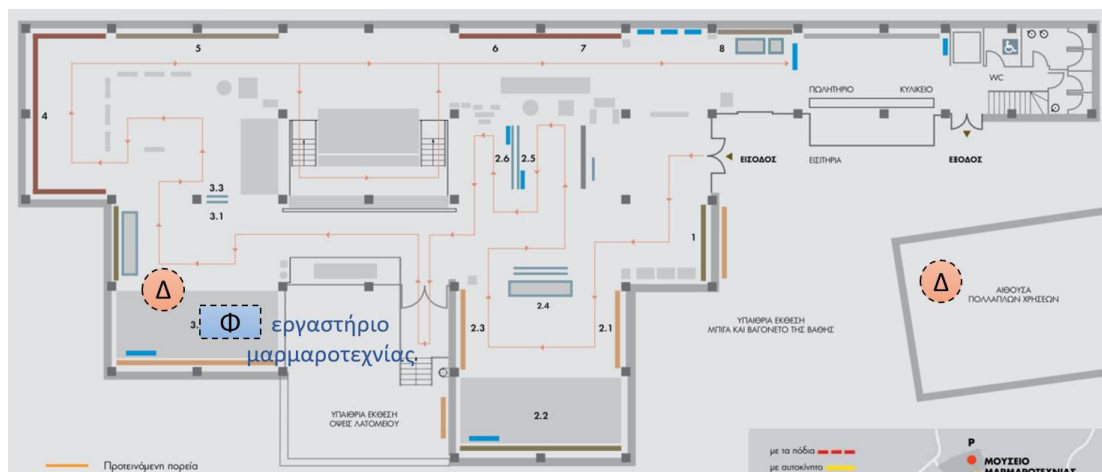 5
6
7
8
WC
4
ΠΩΛΗΤΗΡΙΟ
ΚΥΛΙΚΕΙΟ
2.6
2.5
ΕΙΣΟΔΟΣ
ΕΙΣΙΤΗΡΙΑ
ΕΞΟΔΟΣ
3.3
3.1
1
Δ
Δ
ΑΙΘΟΥΣΑ
ΠΟΛΛΑΠΛΩΝ ΧΡΗΣΕΩΝ
2.4
3.
Φ
εργαστήριο
μαρμαροτεχνίας
2.3
2.1
ΥΠΑΙΘΡΙΑ ΕΚΘΕΣΗ
ΜΠΙΓΑ ΚΑΙ ΒΑΓΟΝΕΤΟ ΤΗΣ ΒΑΘΗΣ
ΥΠΑΙΘΡΙΑ ΕΚΘΕΣΗ
ΟΨΕΙΣ ΛΑΤΟΜΕΙΟΥ
2.2
Προτεινόμενη πορεία
με τα πόδια
με αυτοκίνητο
P
ΜΟΥΣΕΙΟ
ΜΑΡΜΑΡΟΤΕΧΝΙΑΣ